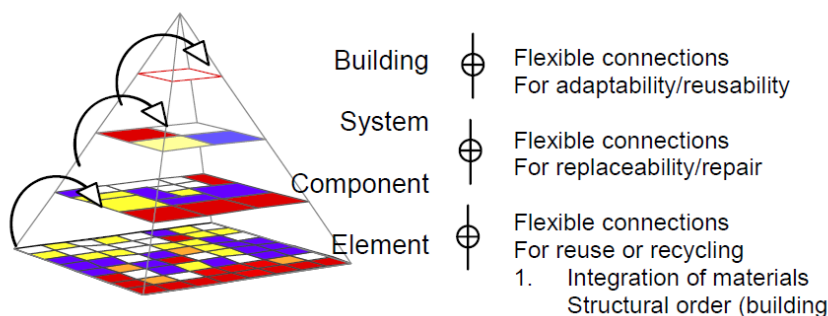 Building
Flexible connections
For adaptability/reusability
System
Flexible connections
For replaceability/repair
Component
Flexible connections
For reuse or recycling
Element
1. Integration of materials
Structural order (building